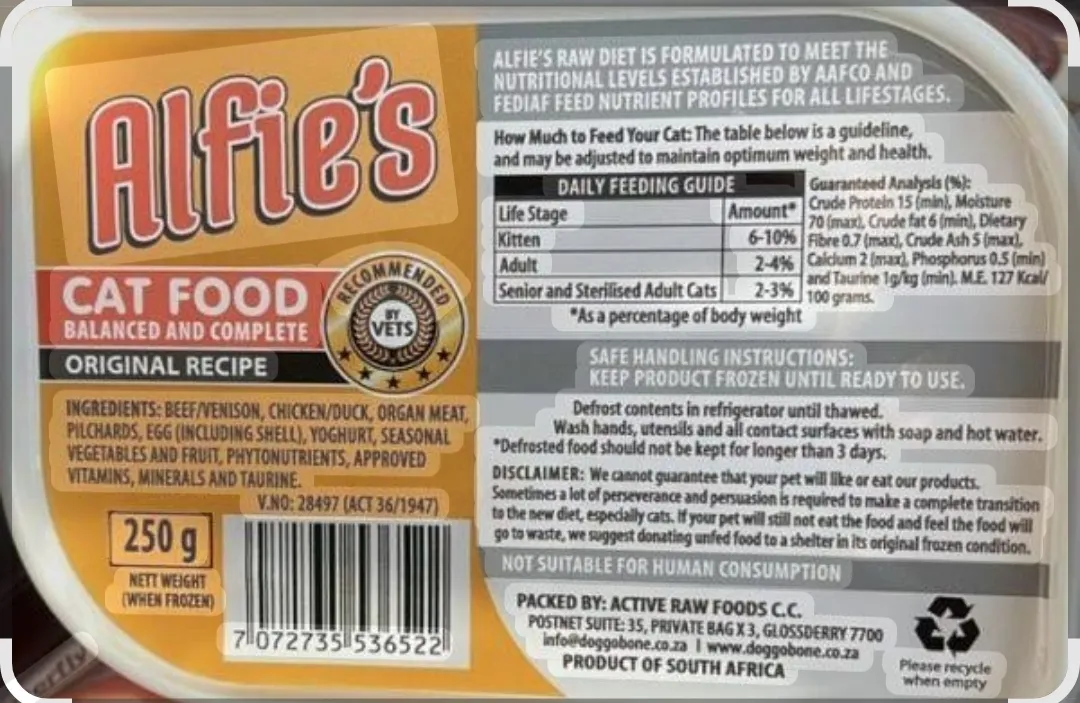 Alfie's
CAT FOOD
BALANCED AND COMPLETE
ORIGINAL RECIPE
RECOMMENDED
BY
VETS
INGREDIENTS: BEEF/VENISON, CHICKEN/DUCK, ORGAN MEAT,
PILCHARDS, EGG (INCLUDING SHELL), YOGHURT, SEASONAL
VEGETABLES AND FRUIT, PHYTONUTRIENTS, APPROVED
VITAMINS, MINERALS AND TAURINE.
V.NO: 28497 (ACT 36/1947)
250 g
NETT WEIGHT
(WHEN FROZEN)
7 072735 536522
ALFIE'S RAW DIET IS FORMULATED TO MEET THE
NUTRITIONAL LEVELS ESTABLISHED BY AAFCO AND
FEDIAF FEED NUTRIENT PROFILES FOR ALL LIFESTAGES.
How Much to Feed Your Cat: The table below is a guideline,
and may be adjusted to maintain optimum weight and health.
DAILY FEEDING GUIDE
Life Stage Amount*
Kitten 6-10%
Adult 2-4%
Senior and Sterilised Adult Cats 2-3%
*As a percentage of body weight
Guaranteed Analysis (%):
Crude Protein 15 (min), Moisture
70 (max), Crude fat 6 (min), Dietary
Fibre 0.7 (max), Crude Ash 5 (max),
Calcium 2 (max), Phosphorus 0.5 (min)
and Taurine 1g/kg (min). M.E. 127 Kcal/
100 grams.
SAFE HANDLING INSTRUCTIONS:
KEEP PRODUCT FROZEN UNTIL READY TO USE.
Defrost contents in refrigerator until thawed.
Wash hands, utensils and all contact surfaces with soap and hot water.
*Defrosted food should not be kept for longer than 3 days.
DISCLAIMER: We cannot guarantee that your pet will like or eat our products.
Sometimes a lot of perseverance and persuasion is required to make a complete transition
to the new diet, especially cats. If your pet will still not eat the food and feel the food will
go to waste, we suggest donating unfed food to a shelter in its original frozen condition.
NOT SUITABLE FOR HUMAN CONSUMPTION
PACKED BY: ACTIVE RAW FOODS C.C.
POSTNET SUITE: 35, PRIVATE BAG X 3, GLOSSDERRY 7700
info@doggobone.co.za | www.doggobone.co.za
PRODUCT OF SOUTH AFRICA
Please recycle
when empty